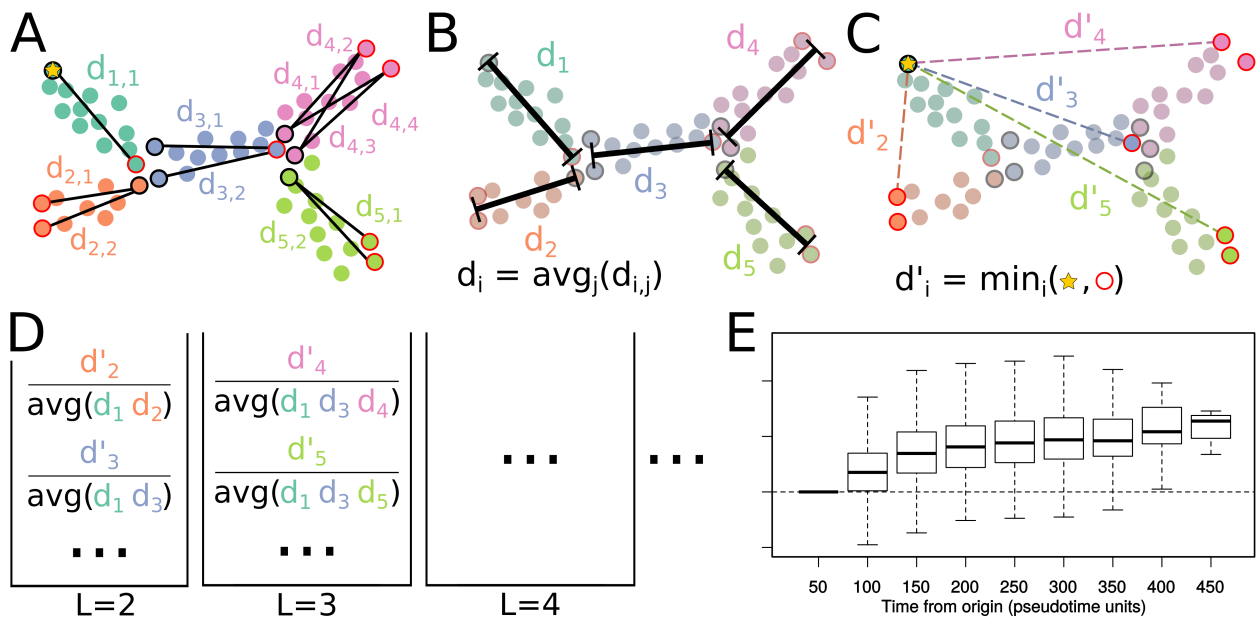 A
d1,1
d2,1
d2,2
d3,1
d3,2
d4,2
d4,1
d4,4
d4,3
d5,1
d5,2
B
d1
d2
d3
d4
d5
di = avgj(di,j)
C
d'4
d'3
d'2
d'5
d'i = mini(★,○)
D
d'2
avg(d1 d2)
d'3
avg(d1 d3)
...
L=2
d'4
avg(d1 d3 d4)
d'5
avg(d1 d3 d5)
...
L=3
...
L=4
...
E
50 100 150 200 250 300 350 400 450
Time from origin (pseudotime units)